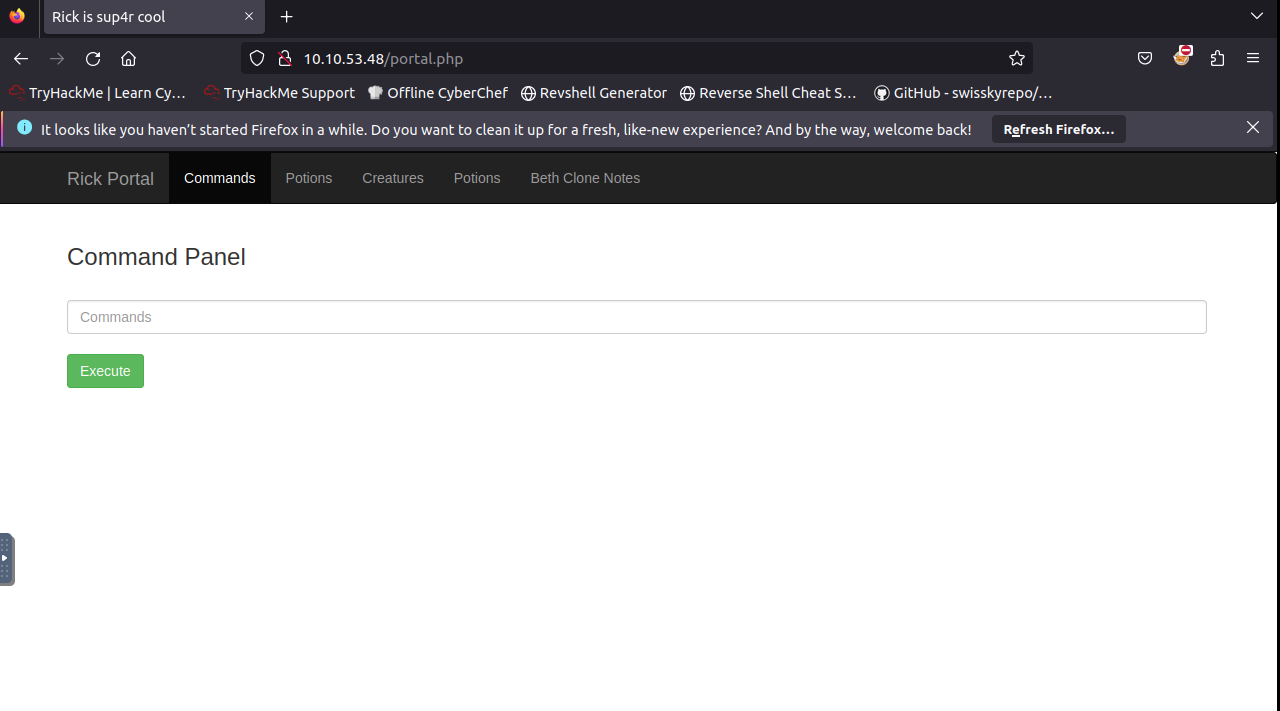 Rick is sup4r cool
10.10.53.48/portal.php
TryHackMe | Learn Cy… TryHackMe Support Offline CyberChef Revshell Generator Reverse Shell Cheat S… GitHub - swisskyrepo/…
It looks like you haven’t started Firefox in a while. Do you want to clean it up for a fresh, like-new experience? And by the way, welcome back! Refresh Firefox…
Rick Portal Commands Potions Creatures Potions Beth Clone Notes
Command Panel
Commands
Execute